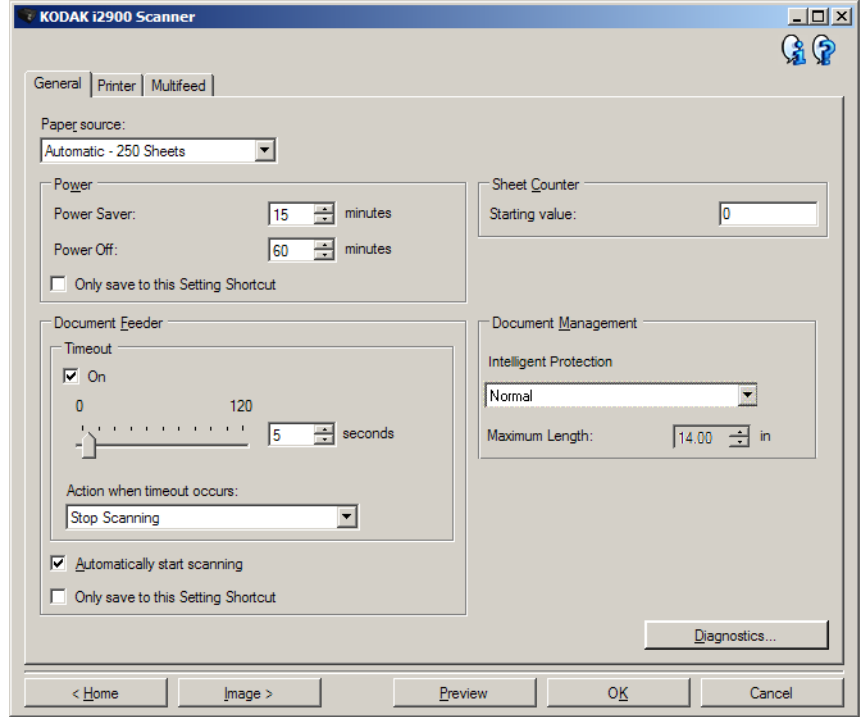 KODAK i2900 Scanner
General Printer Multifeed
Paper source:
Automatic - 250 Sheets
Power
Power Saver: 15 minutes
Power Off: 60 minutes
Only save to this Setting Shortcut
Sheet Counter
Starting value: 0
Document Feeder
Timeout
On
0 120
5 seconds
Action when timeout occurs:
Stop Scanning
Automatically start scanning
Only save to this Setting Shortcut
Document Management
Intelligent Protection
Normal
Maximum Length: 14.00 in
Diagnostics...
< Home Image > Preview OK Cancel